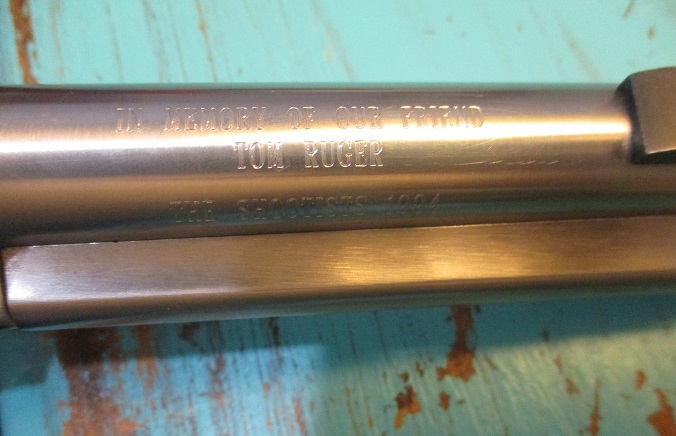 IN MEMORY OF OUR FRIEND
TOM RUGER
THE SHOOTISTS 1994